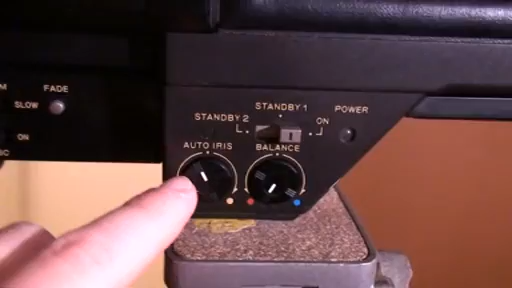 FADE
SLOW
ON
STANDBY 2
STANDBY 1
ON
POWER
AUTO IRIS
BALANCE